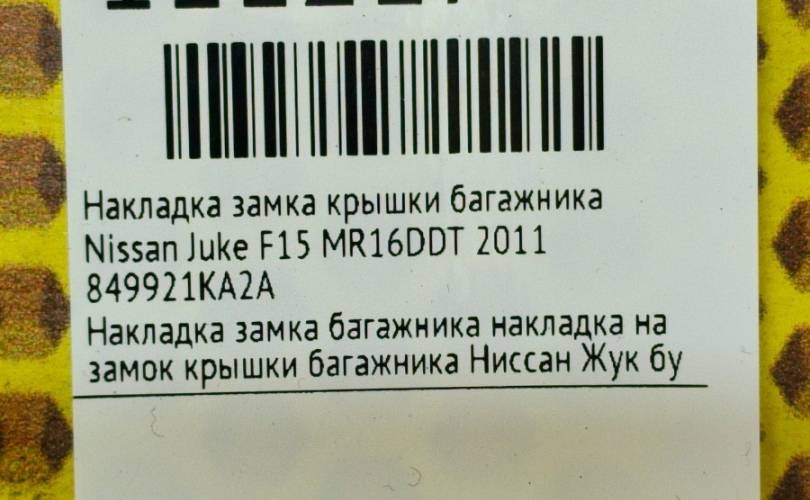 Накладка замка крышки багажника
Nissan Juke F15 MR16DDT 2011
849921KA2A
Накладка замка багажника накладка на
замок крышки багажника Ниссан Жук бу